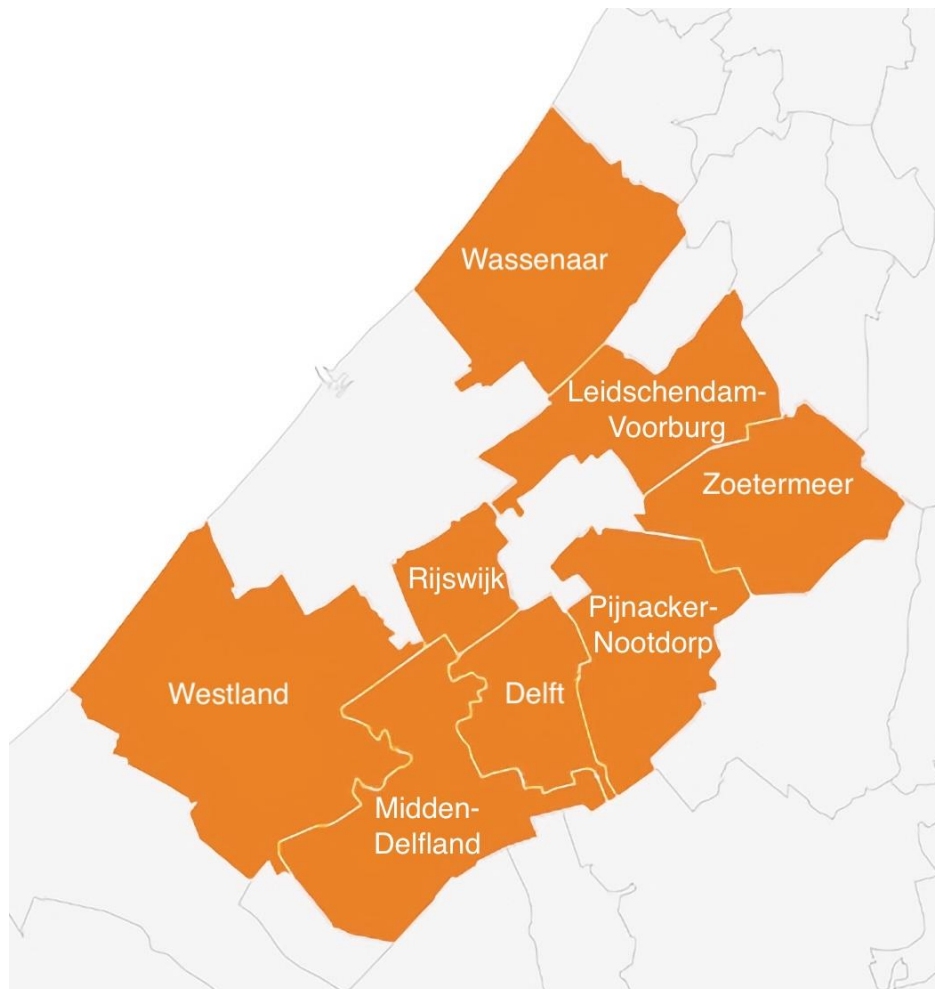 Wassenaar
Leidschendam-
Voorburg
Zoetermeer
Rijswijk
Pijnacker-
Nootdorp
Westland
Delft
Midden-
Delfland